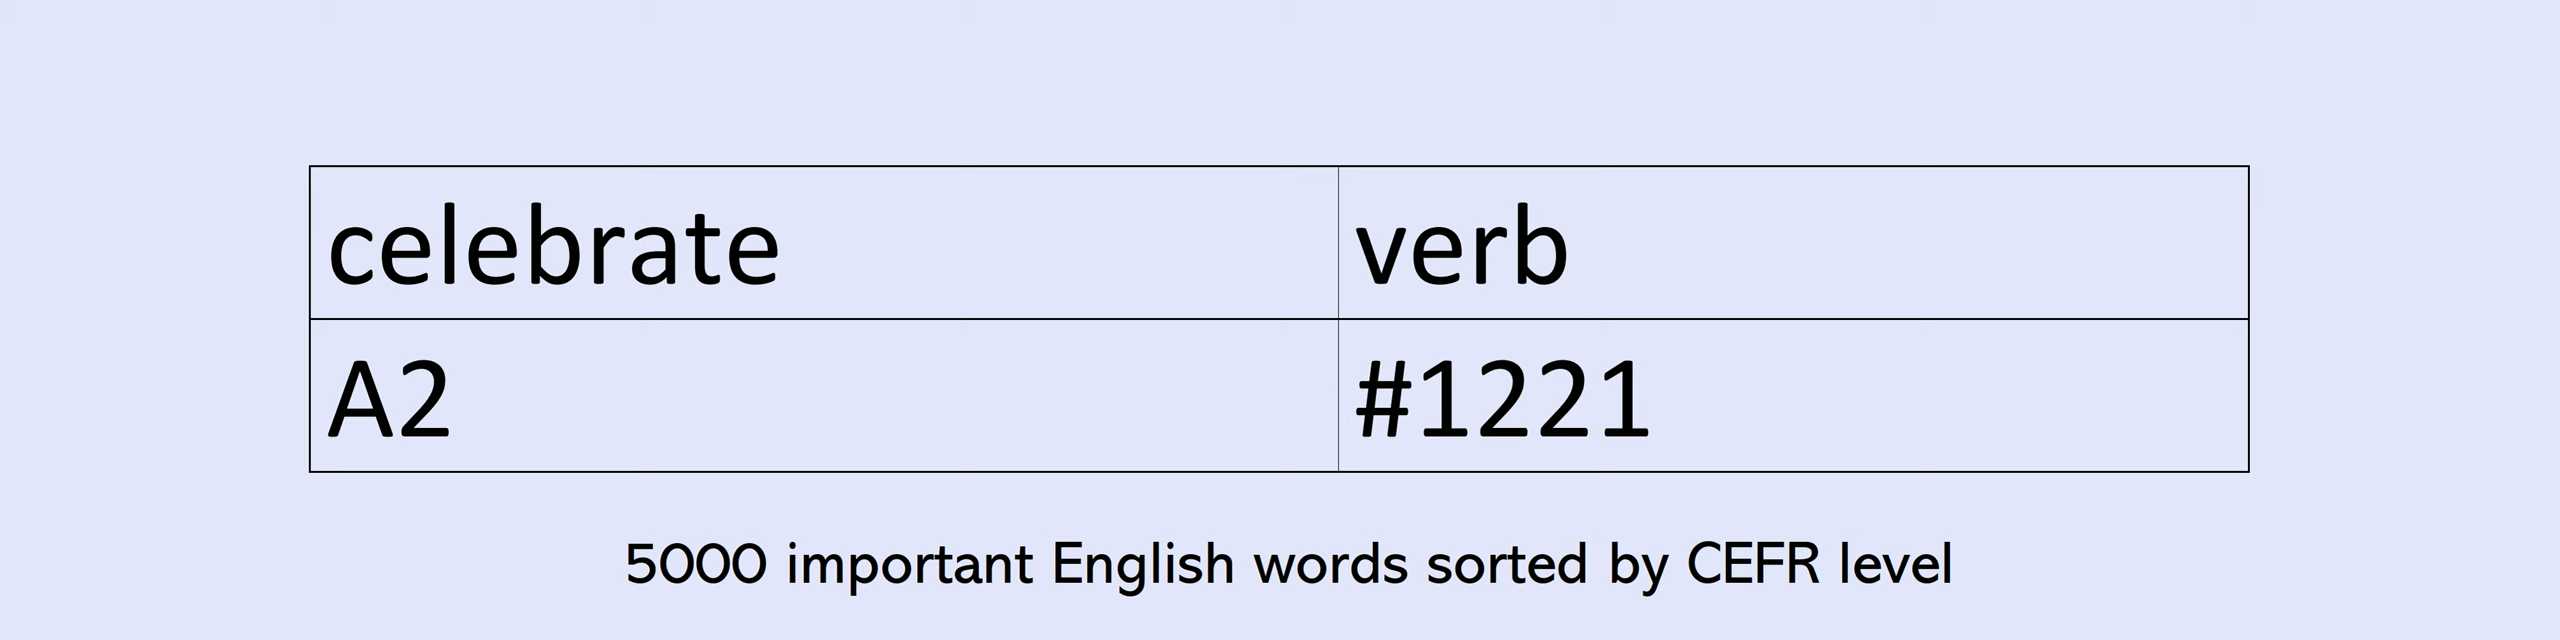 celebrate verb
A2 #1221
5000 important English words sorted by CEFR level